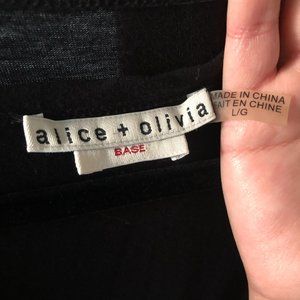 alice + olivia
BASE
MADE IN CHINA
FAIT EN CHINE
L/G